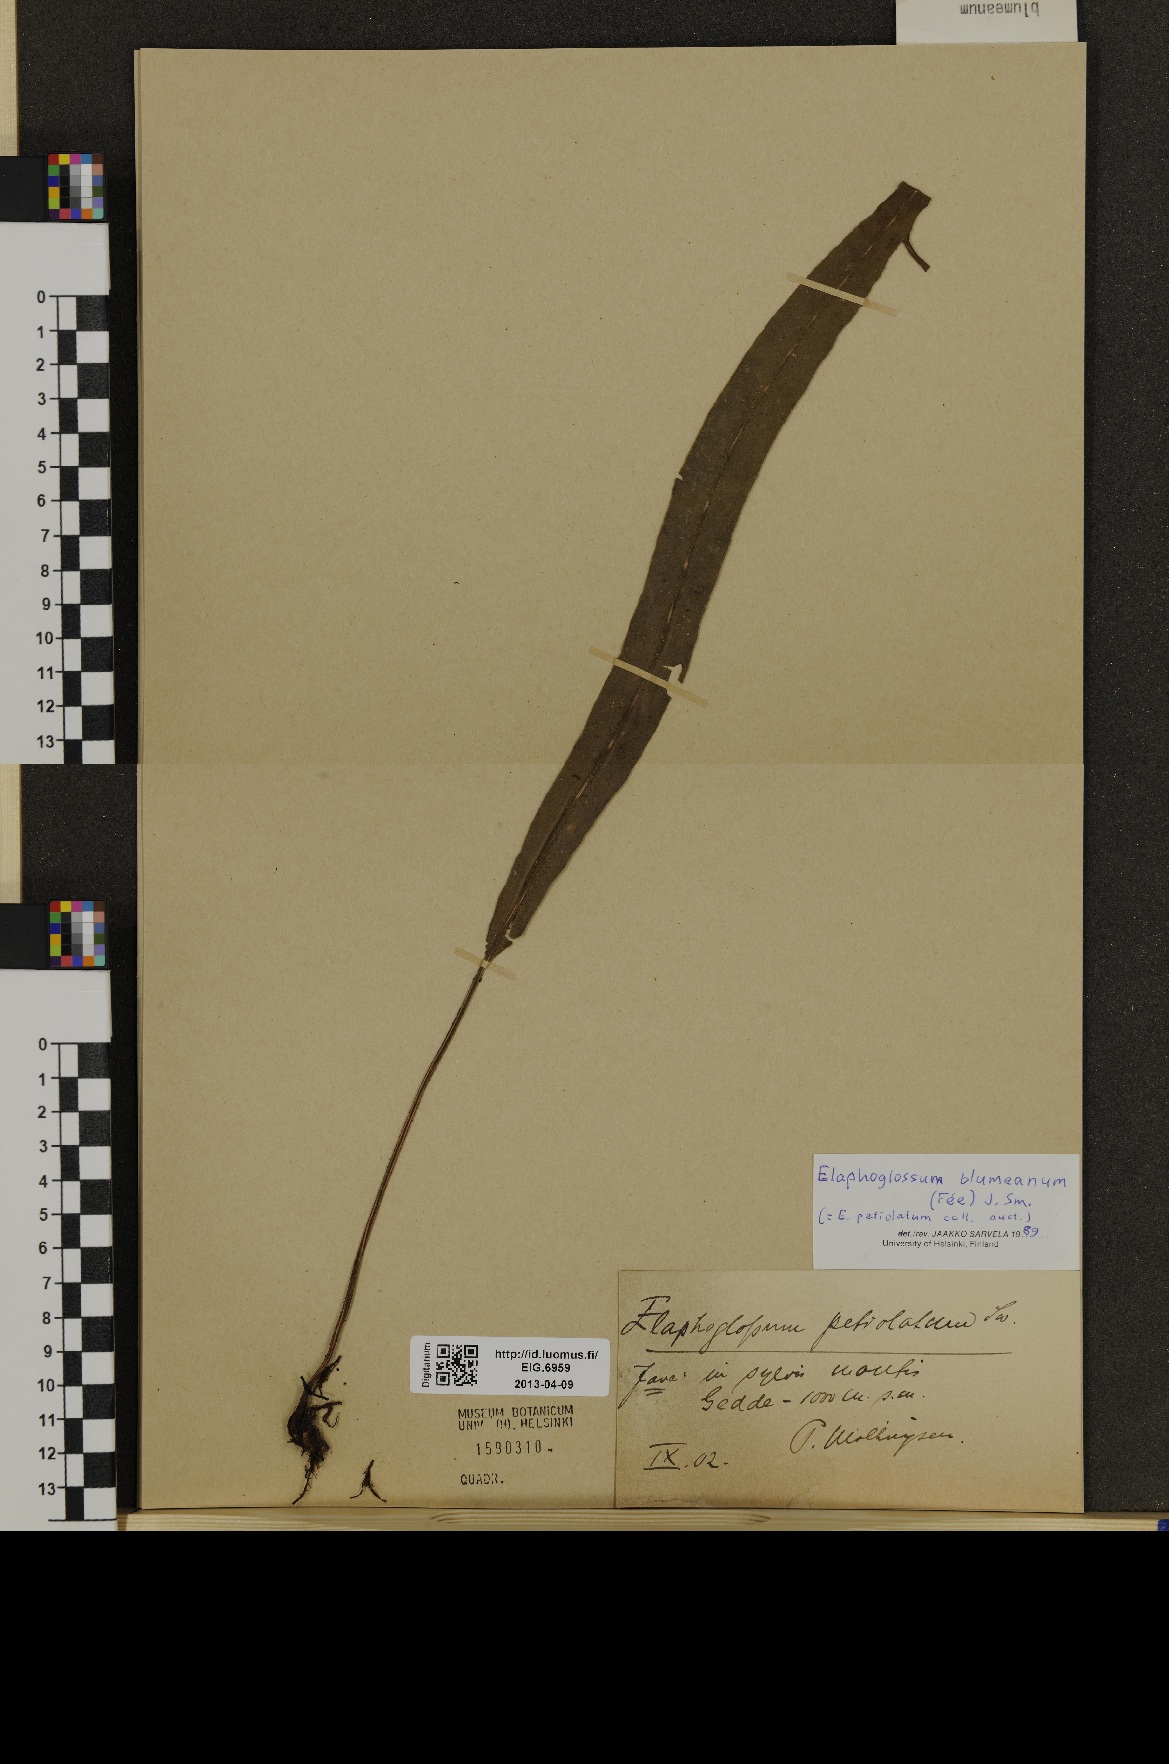 blumeanum
Elaphoglossum blumeanum
(Fée) J. Sm.
(= E. petiolatum coll. auct.)
det./rev. JAAKKO SARVELA 1989
University of Helsinki, Finland
Elaphoglossum petiolatum Sw.
Java: in sylvis montis
Gedde - 1000 m. s.m.
IX.02.
Digitarium
http://id.luomus.fi/
EIG.6959
2013-04-09
MUSEUM BOTANICUM
UNIV. HELSINKI
1590310
QUADR.
0
1
2
3
4
5
6
7
8
9
10
11
12
13
0
1
2
3
4
5
6
7
8
9
10
11
12
13